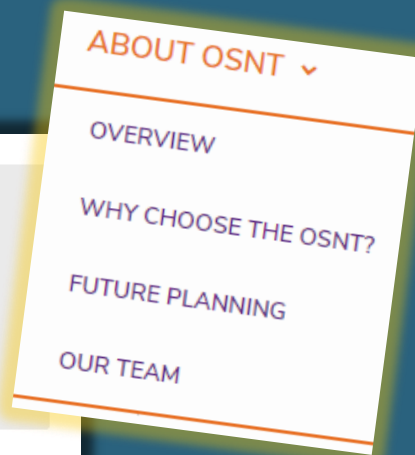 ABOUT OSNT
OVERVIEW
WHY CHOOSE THE OSNT?
FUTURE PLANNING
OUR TEAM